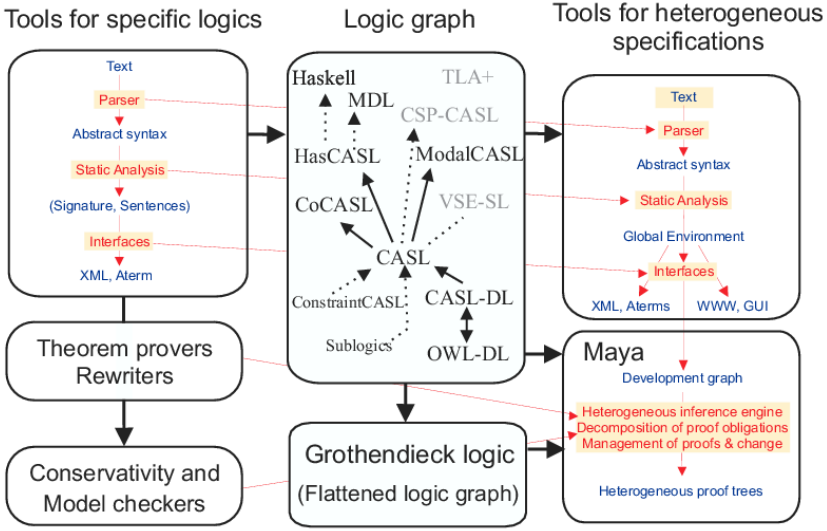 Tools for specific logics
Text
Parser
Abstract syntax
Static Analysis
(Signature, Sentences)
Interfaces
XML, Aterm
Theorem provers
Rewriters
Conservativity and
Model checkers
Logic graph
Haskell
TLA+
MDL
CSP-CASL
HasCASL
ModalCASL
CoCASL
VSE-SL
CASL
ConstraintCASL
CASL-DL
Sublogics
OWL-DL
Grothendieck logic
(Flattened logic graph)
Tools for heterogeneous
specifications
Text
Parser
Abstract syntax
Static Analysis
Global Environment
Interfaces
XML, Aterms
WWW, GUI
Maya
Development graph
Heterogeneous inference engine
Decomposition of proof obligations
Management of proofs & change
Heterogeneous proof trees